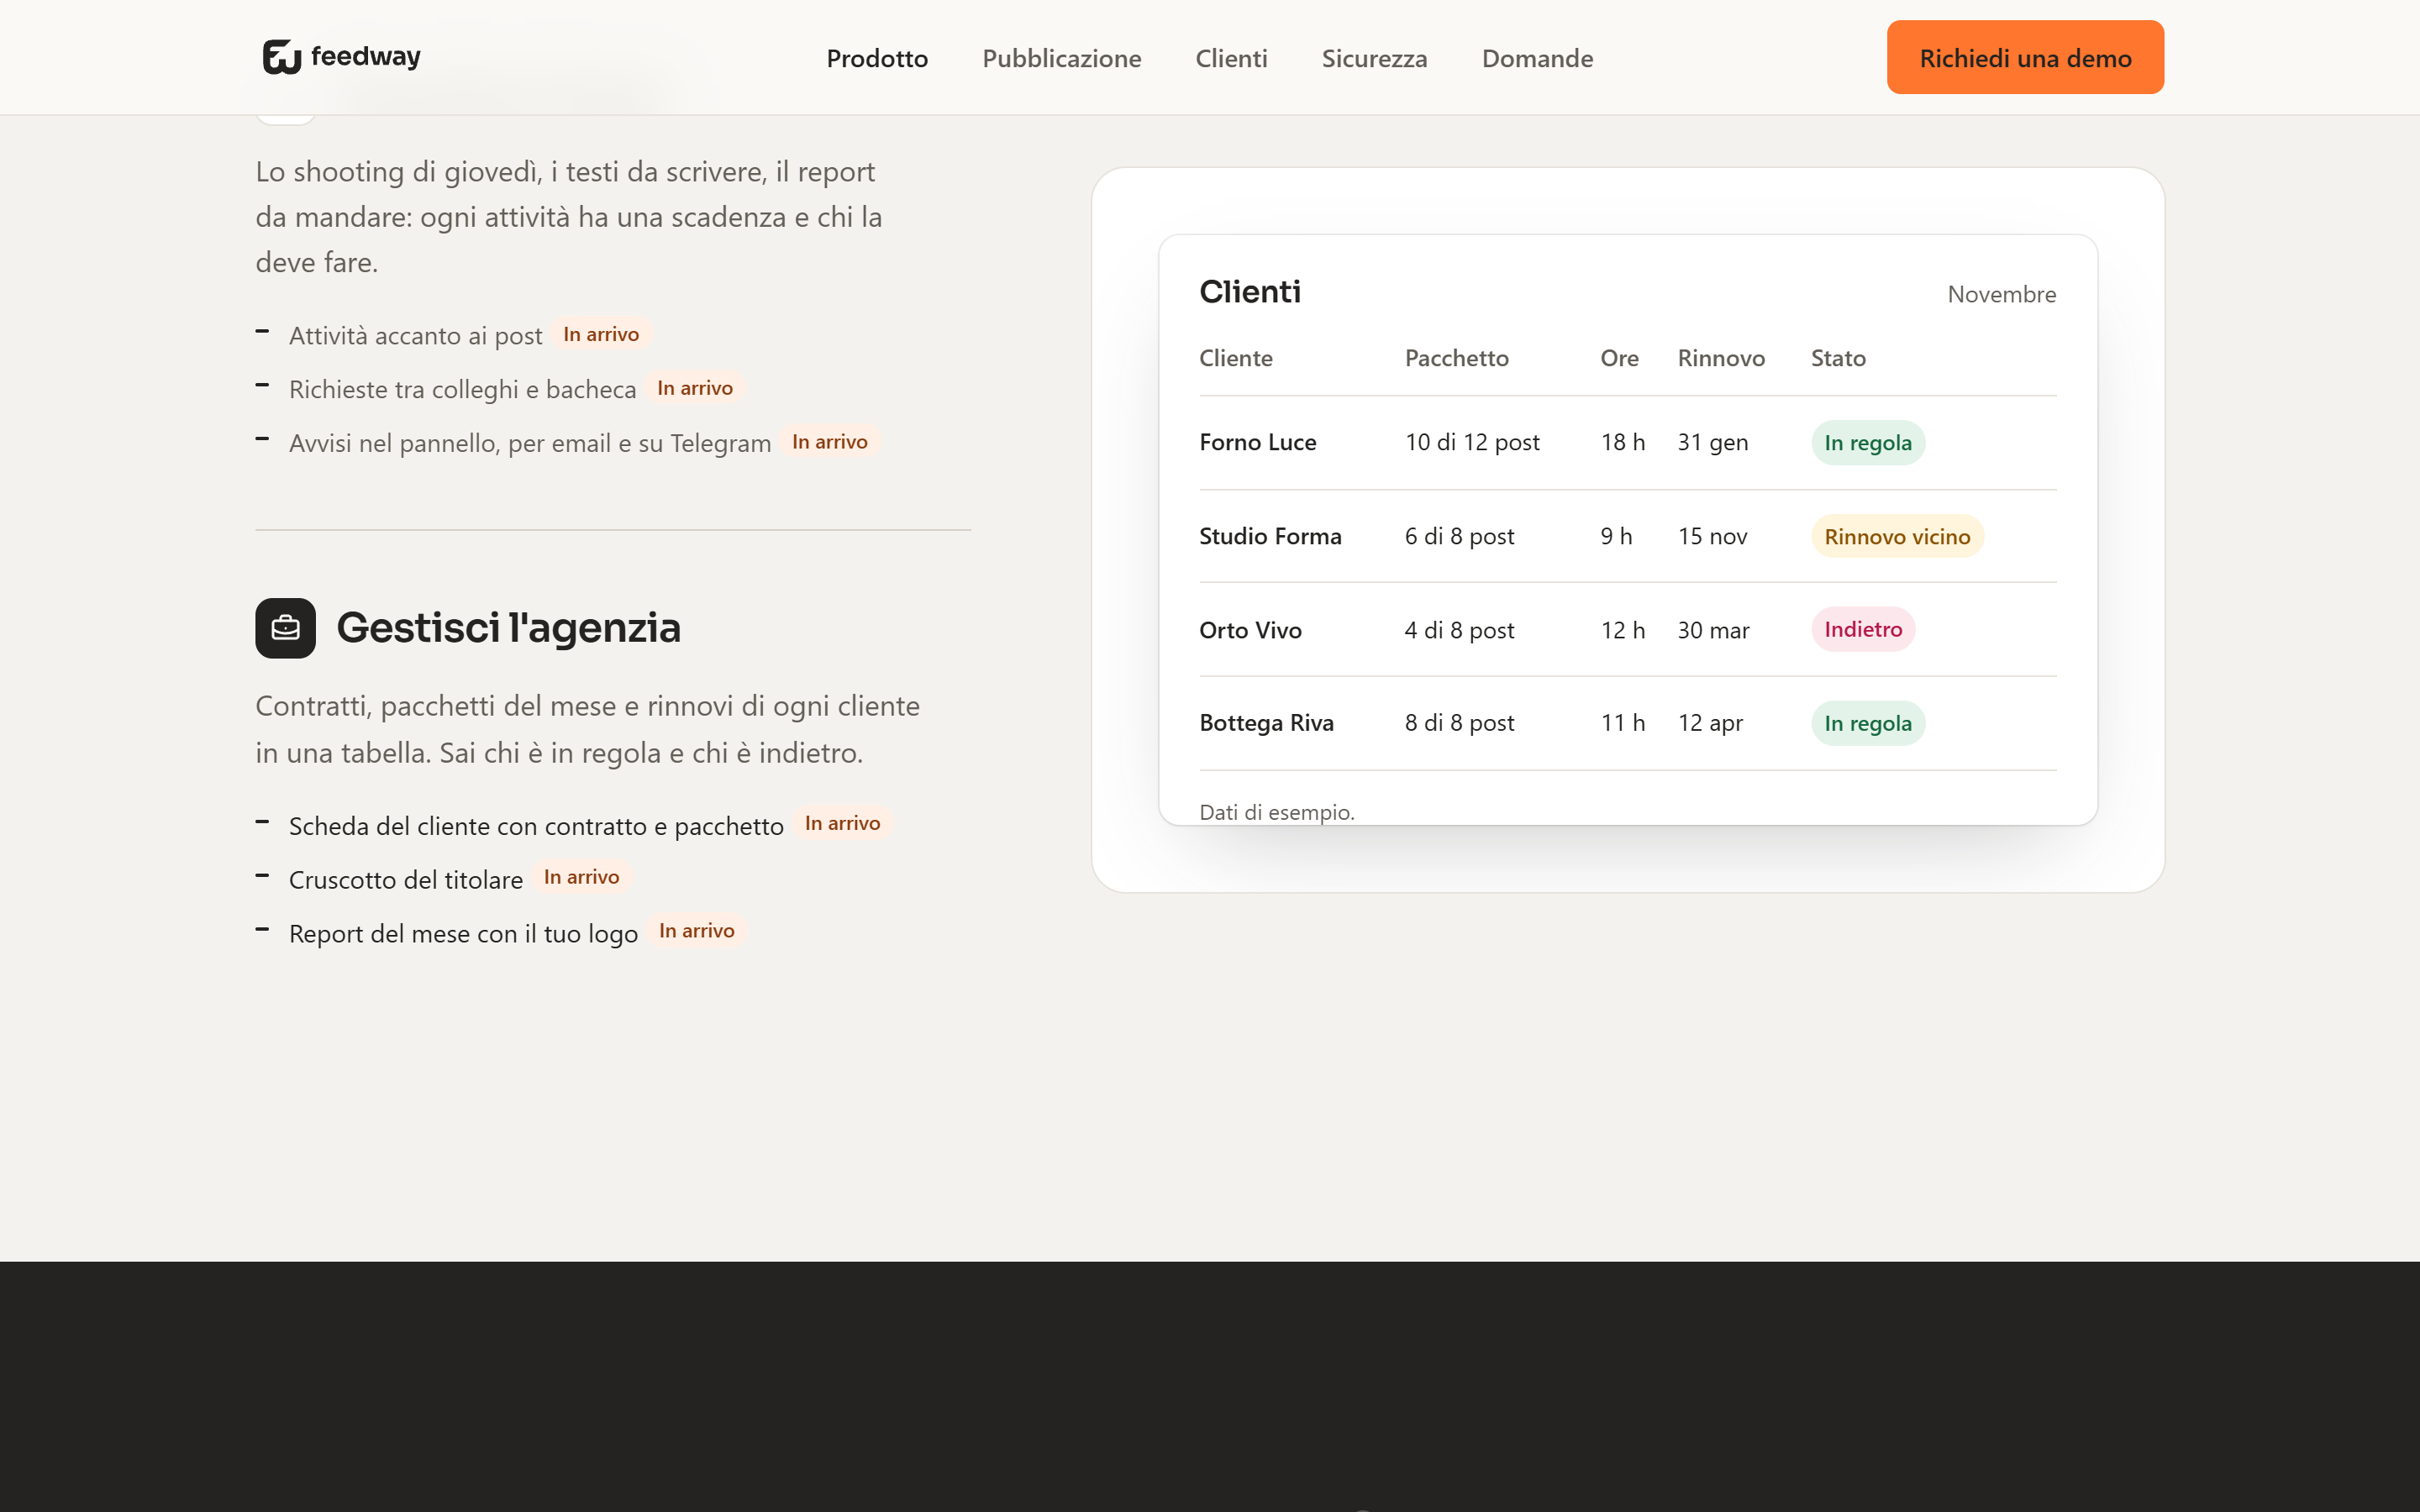 feedway
Prodotto
Pubblicazione
Clienti
Sicurezza
Domande
Richiedi una demo
Lo shooting di giovedì, i testi da scrivere, il report
da mandare: ogni attività ha una scadenza e chi la
deve fare.
Attività accanto ai post In arrivo
Richieste tra colleghi e bacheca In arrivo
Avvisi nel pannello, per email e su Telegram In arrivo
Gestisci l'agenzia
Contratti, pacchetti del mese e rinnovi di ogni cliente
in una tabella. Sai chi è in regola e chi è indietro.
Scheda del cliente con contratto e pacchetto In arrivo
Cruscotto del titolare In arrivo
Report del mese con il tuo logo In arrivo
Clienti Novembre
Cliente Pacchetto Ore Rinnovo Stato
Forno Luce 10 di 12 post 18 h 31 gen In regola
Studio Forma 6 di 8 post 9 h 15 nov Rinnovo vicino
Orto Vivo 4 di 8 post 12 h 30 mar Indietro
Bottega Riva 8 di 8 post 11 h 12 apr In regola
Dati di esempio.